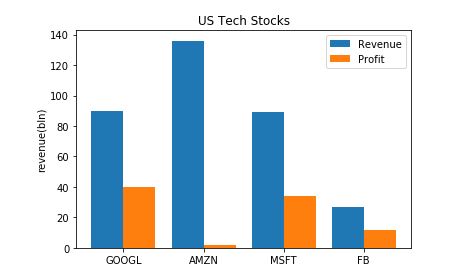 US Tech Stocks
Revenue
Profit
revenue(bln)
140
120
100
80
60
40
20
0
GOOGL AMZN MSFT FB